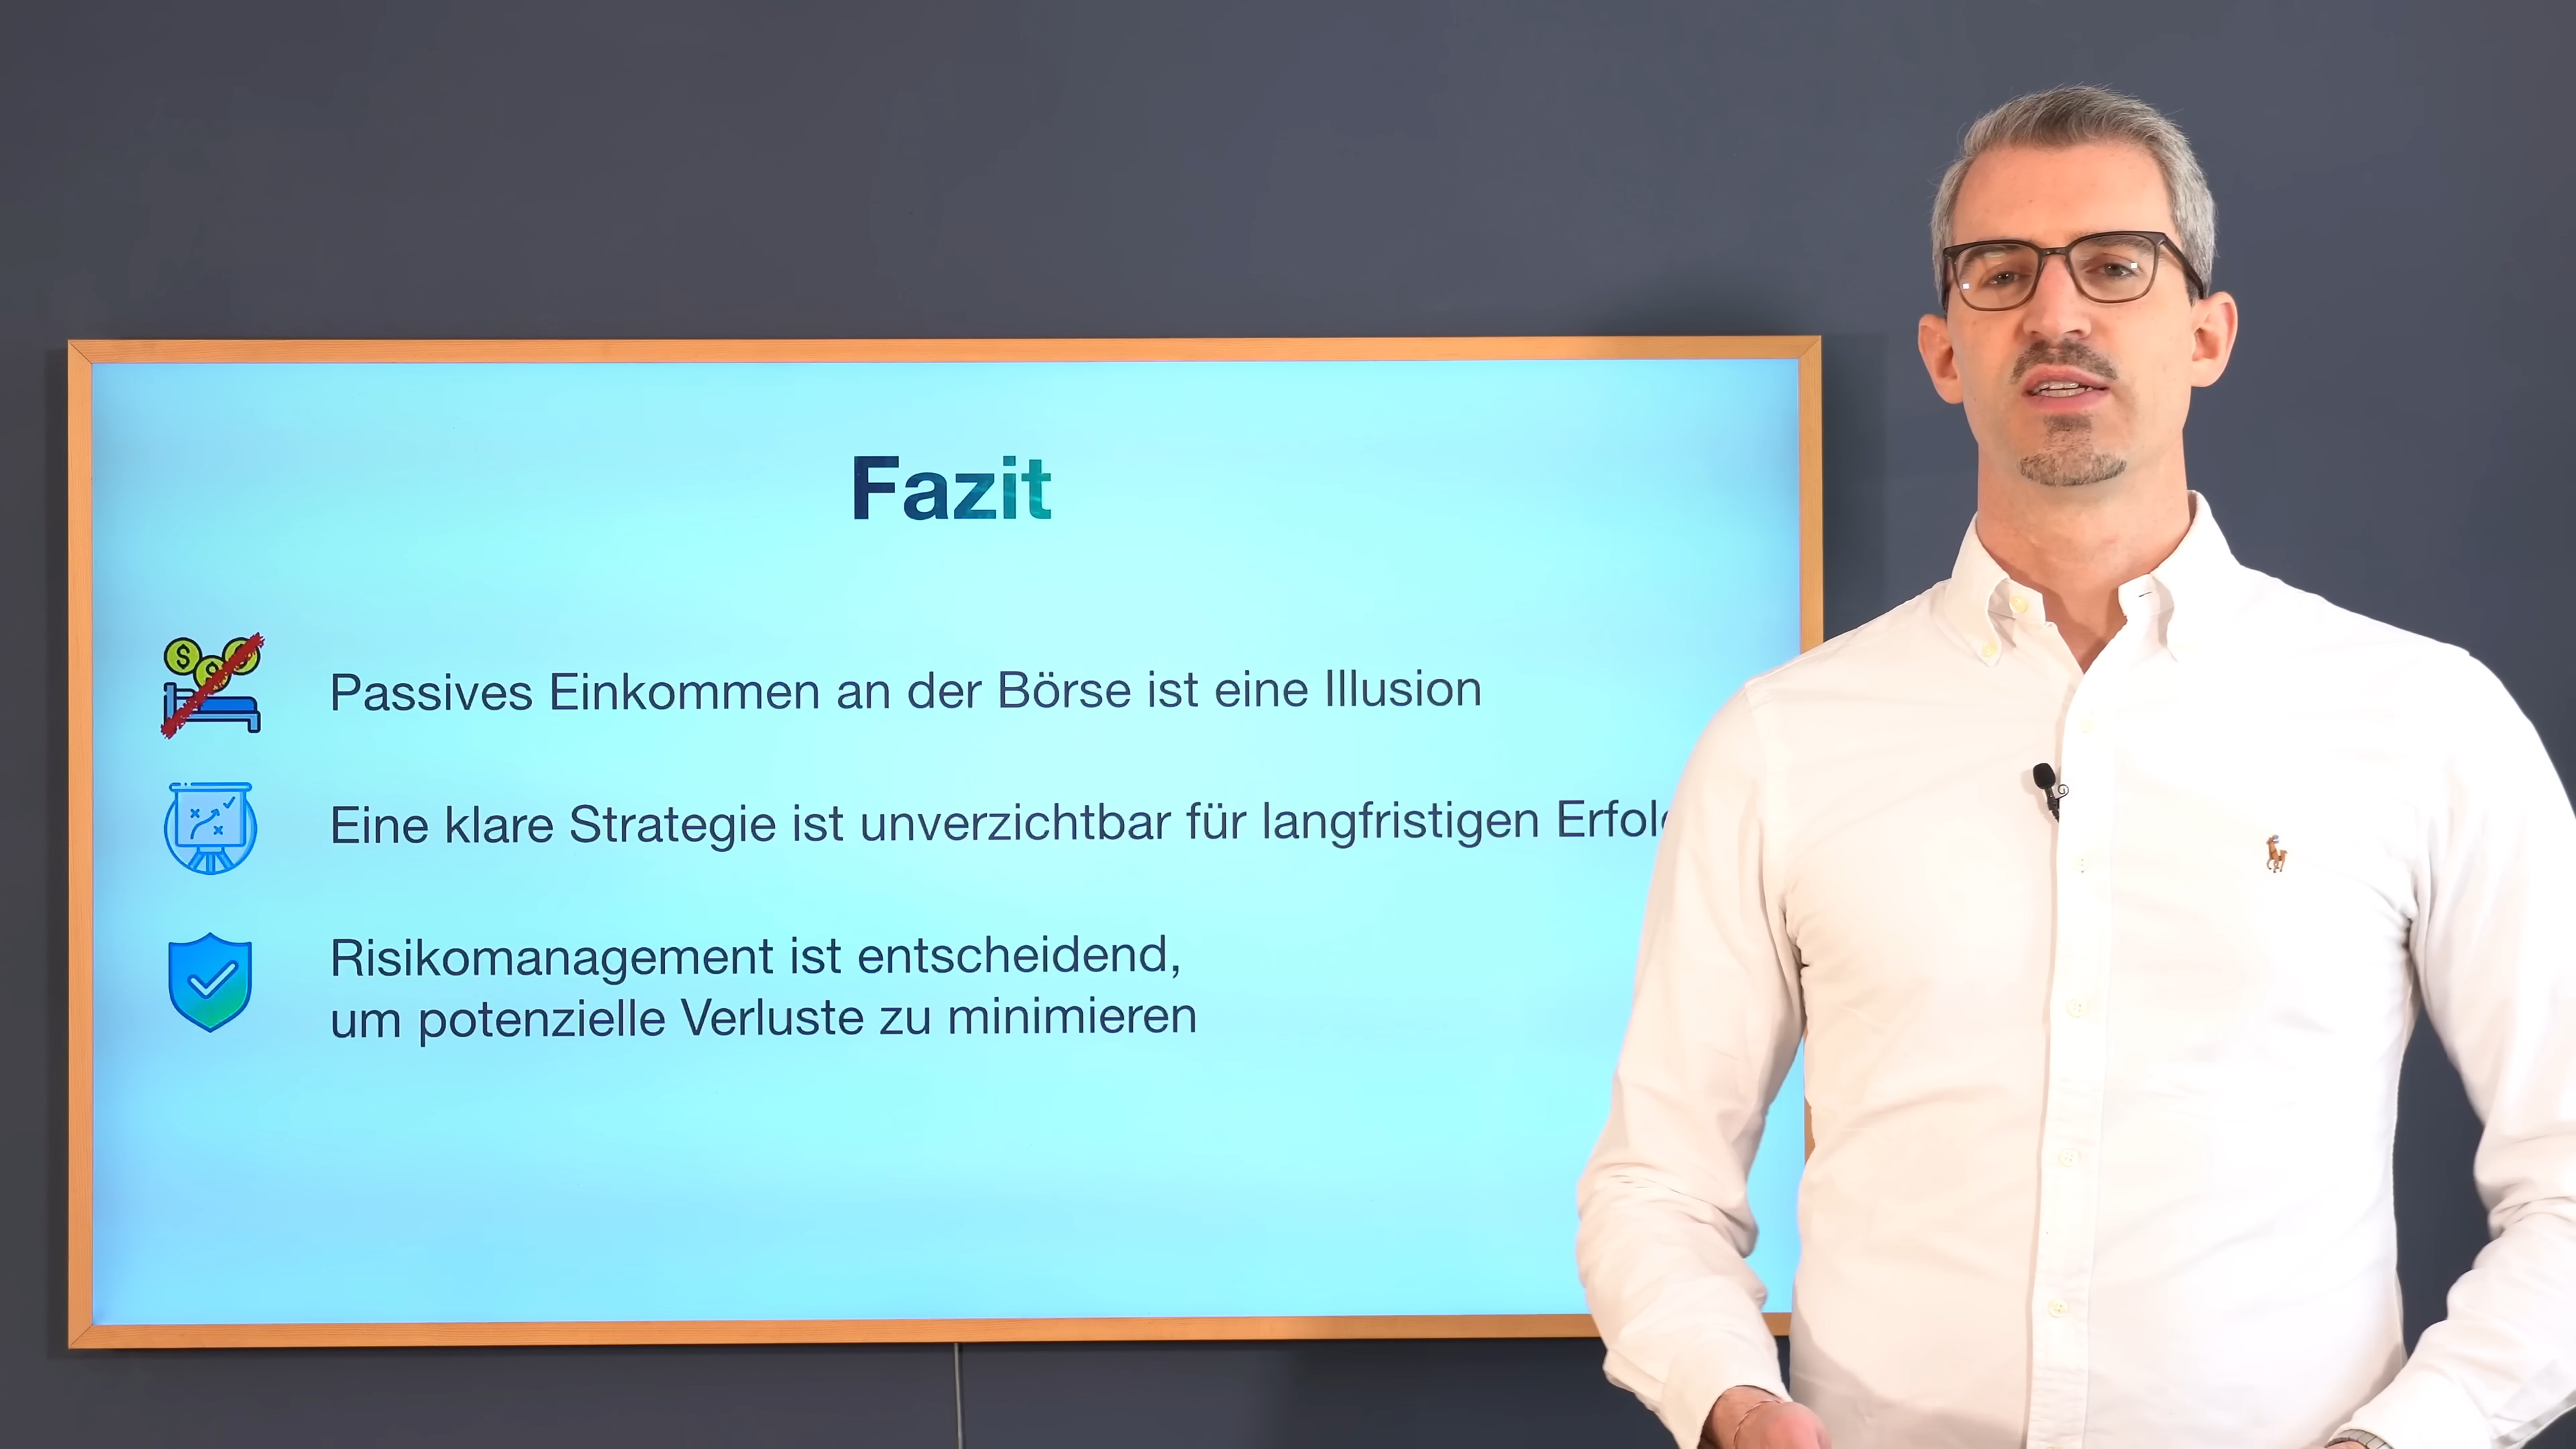 Fazit
Passives Einkommen an der Börse ist eine Illusion
Eine klare Strategie ist unverzichtbar für langfristigen
Risikomanagement ist entscheidend,
um potenzielle Verluste zu minimieren